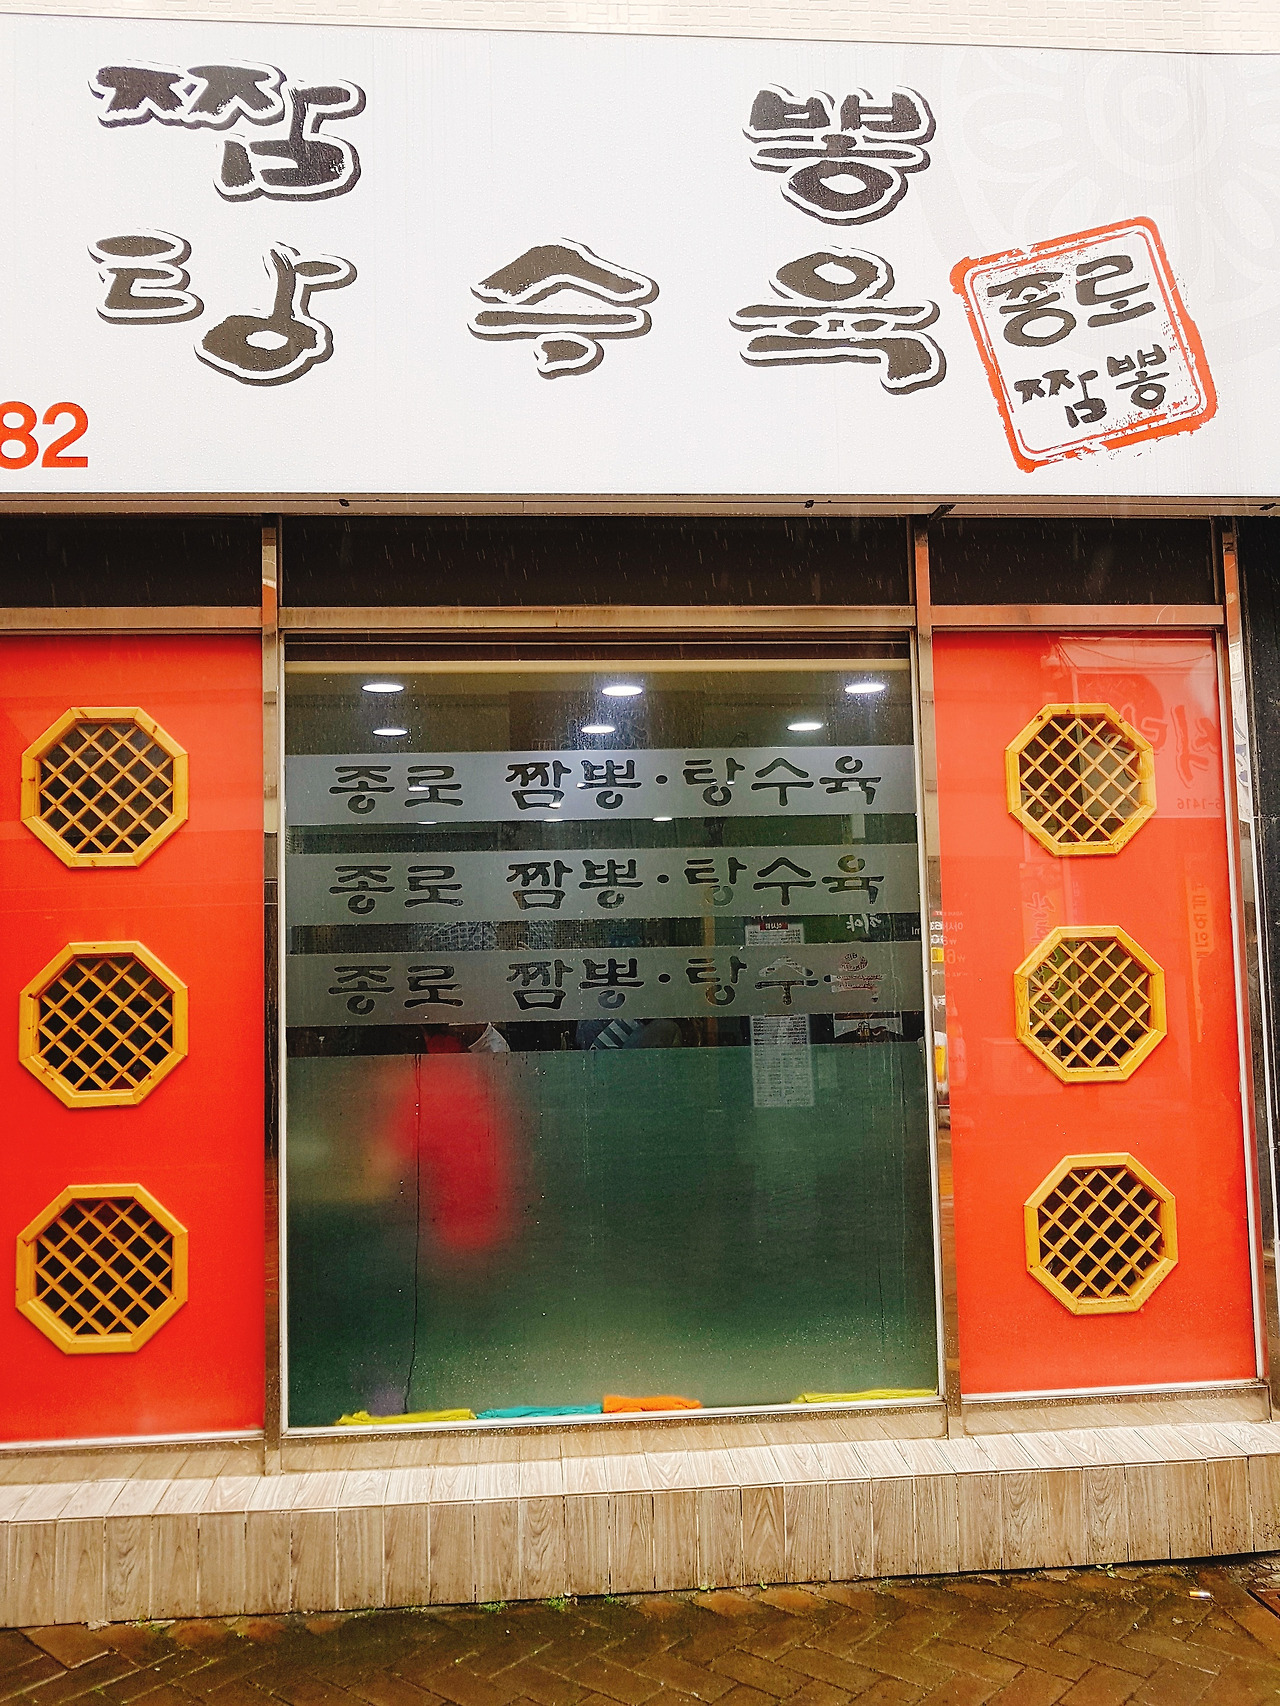 짬 뽕
탕 수 육
종로
짬뽕
82
종로 짬뽕·탕수육
종로 짬뽕·탕수육
종로 짬뽕·탕수